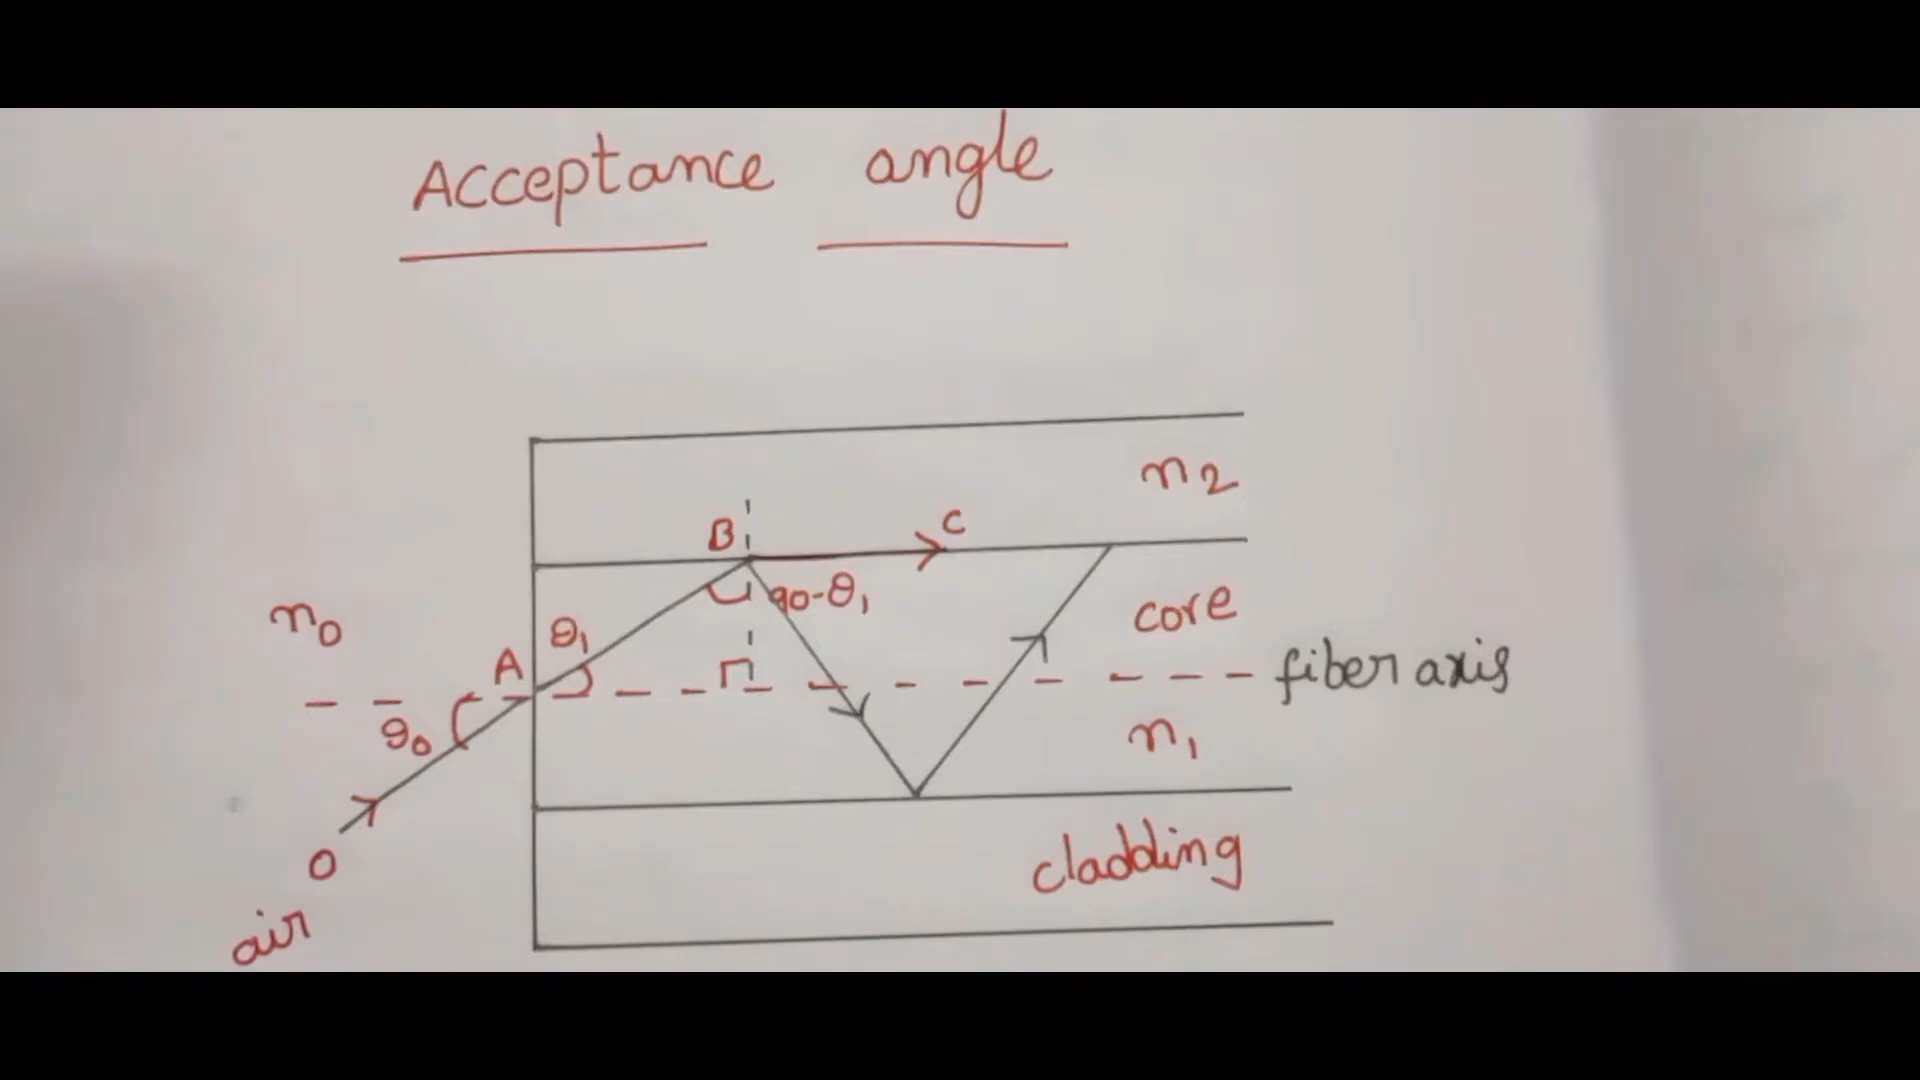 Acceptance angle
n2
B
C
90-θ1
n0
θ1
core
A
fiber axis
θ0
n1
O
cladding
air